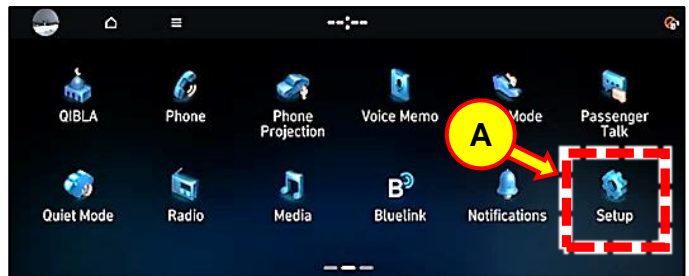 --:--
QIBLA
Phone
Phone
Projection
Voice Memo
Mode
Passenger
Talk
A
Quiet Mode
Radio
Media
B
Bluelink
Notifications
Setup